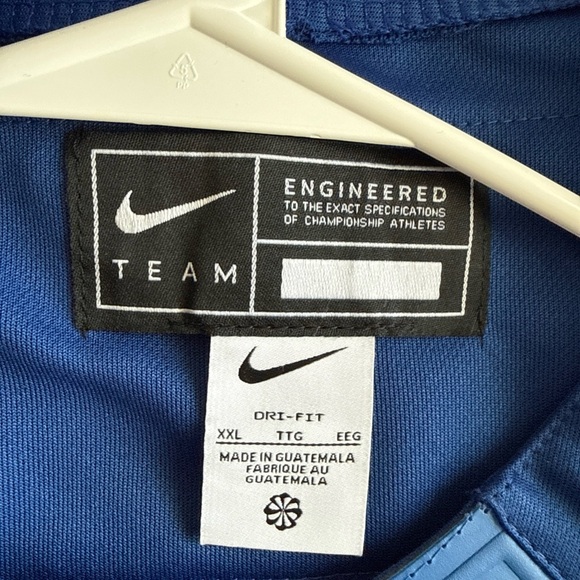 TEAM
ENGINEERED
TO THE EXACT SPECIFICATIONS
OF CHAMPIONSHIP ATHLETES
DRI-FIT
XXL TTG EEG
MADE IN GUATEMALA
FABRIQUE AU
GUATEMALA